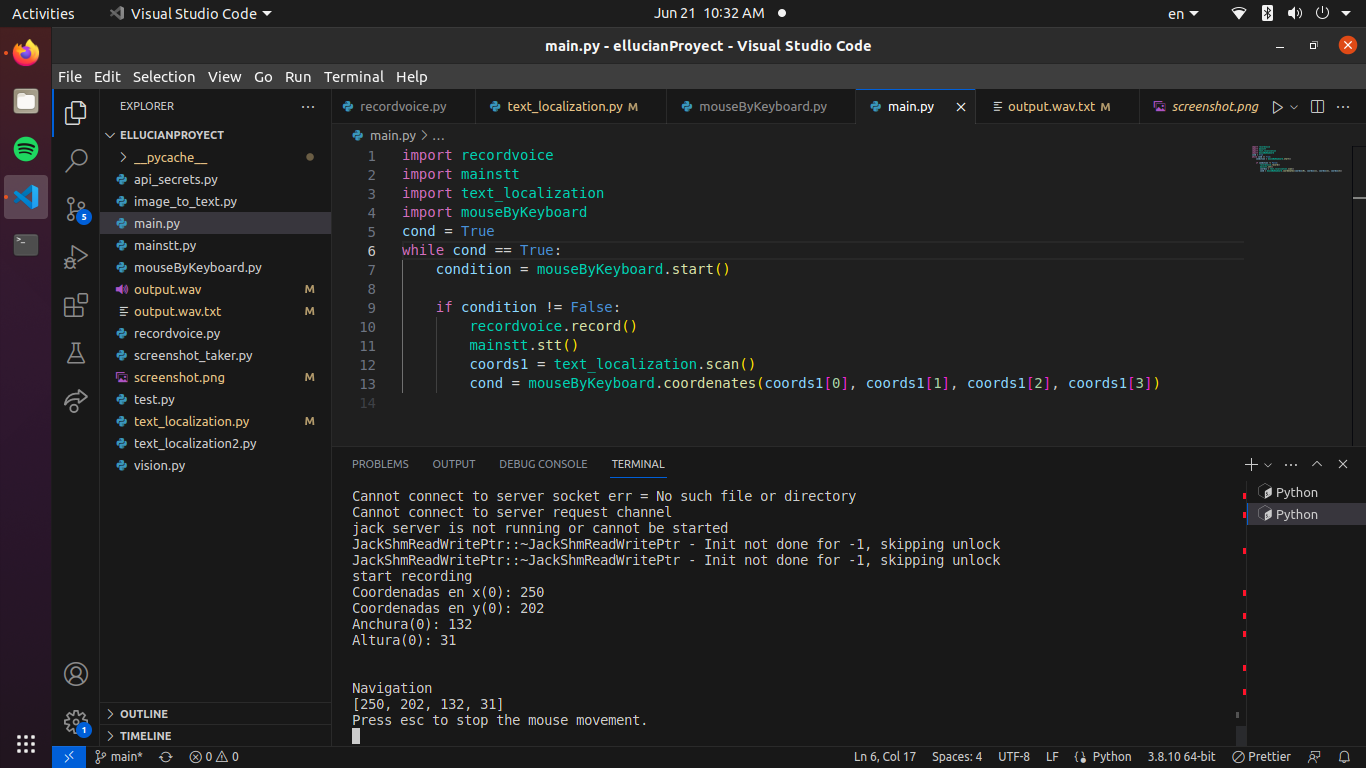 Activities
Visual Studio Code
Jun 21 10:32 AM
en
main.py - ellucianProyect - Visual Studio Code
File Edit Selection View Go Run Terminal Help
EXPLORER
ELLUCIANPROYECT
__pycache__
api_secrets.py
image_to_text.py
main.py
mainstt.py
mouseByKeyboard.py
output.wav M
output.wav.txt M
recordvoice.py
screenshot_taker.py
screenshot.png M
test.py
text_localization.py M
text_localization2.py
vision.py
OUTLINE
TIMELINE
5
1
recordvoice.py
text_localization.py M
mouseByKeyboard.py
main.py
output.wav.txt M
screenshot.png
main.py > ...
1 import recordvoice
2 import mainstt
3 import text_localization
4 import mouseByKeyboard
5 cond = True
6 while cond == True:
7 condition = mouseByKeyboard.start()
8
9 if condition != False:
10 recordvoice.record()
11 mainstt.stt()
12 coords1 = text_localization.scan()
13 cond = mouseByKeyboard.coordenates(coords1[0], coords1[1], coords1[2], coords1[3])
14
PROBLEMS OUTPUT DEBUG CONSOLE TERMINAL
Cannot connect to server socket err = No such file or directory
Cannot connect to server request channel
jack server is not running or cannot be started
JackShmReadWritePtr::~JackShmReadWritePtr - Init not done for -1, skipping unlock
JackShmReadWritePtr::~JackShmReadWritePtr - Init not done for -1, skipping unlock
start recording
Coordenadas en x(0): 250
Coordenadas en y(0): 202
Anchura(0): 132
Altura(0): 31
Navigation
[250, 202, 132, 31]
Press esc to stop the mouse movement.
Python
Python
main*
0 0
Ln 6, Col 17
Spaces: 4
UTF-8
LF
Python
3.8.10 64-bit
Prettier